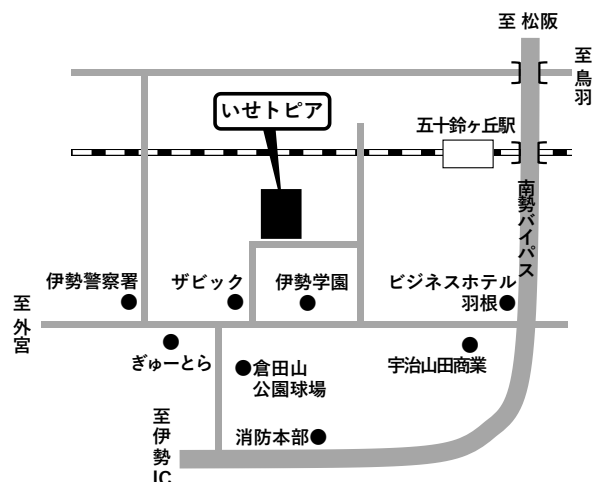 至 松阪
至鳥羽
いせトピア
五十鈴ヶ丘駅
南勢バイパス
伊勢警察署
ザビック
伊勢学園
ビジネスホテル
羽根
至外宮
ぎゅーとら
倉田山
公園球場
宇治山田商業
消防本部
至伊勢IC